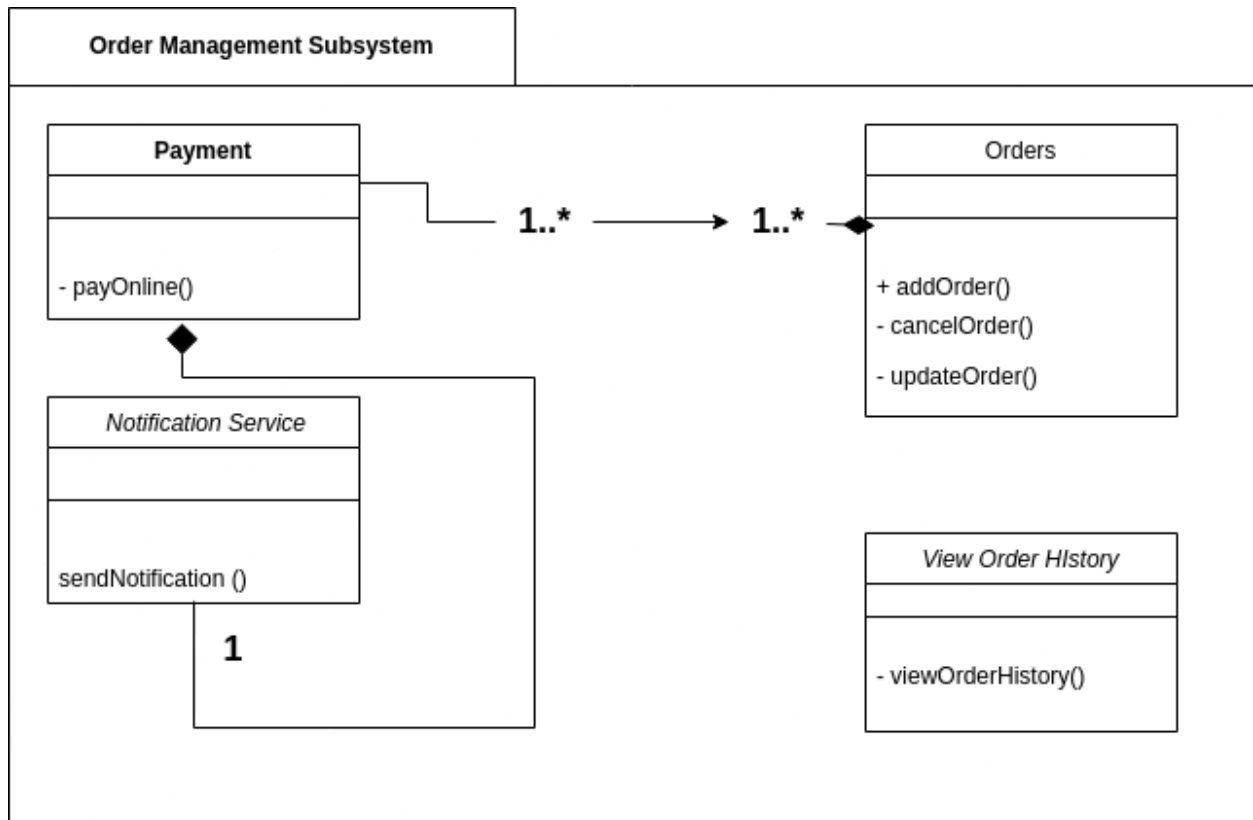 Order Management Subsystem
Payment
- payOnline()
1..*
1..*
Orders
+ addOrder()
- cancelOrder()
- updateOrder()
Notification Service
sendNotification ()
1
View Order HIstory
- viewOrderHistory()